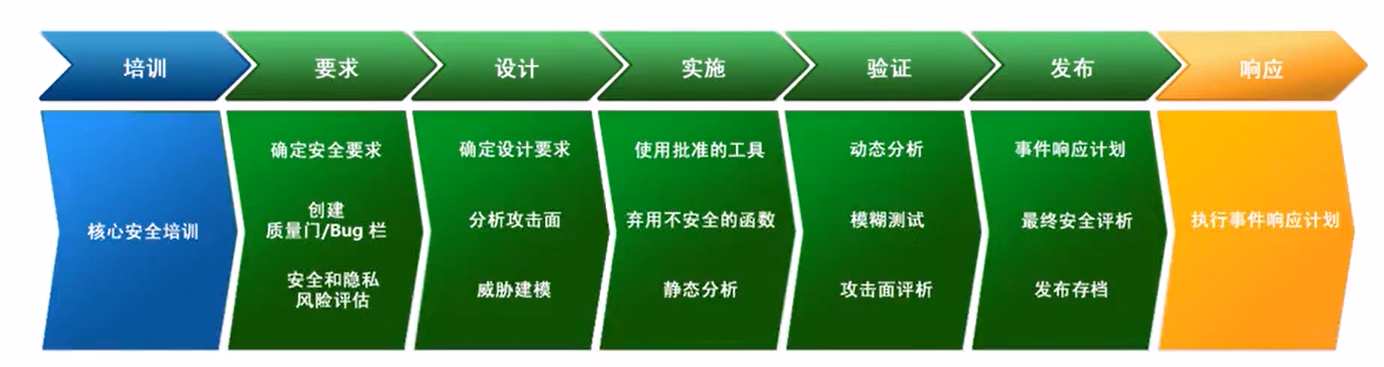 培训
要求
设计
实施
验证
发布
响应
核心安全培训
确定安全要求
创建
质量门/Bug 栏
安全和隐私
风险评估
确定设计要求
分析攻击面
威胁建模
使用批准的工具
弃用不安全的函数
静态分析
动态分析
模糊测试
攻击面评析
事件响应计划
最终安全评析
发布存档
执行事件响应计划